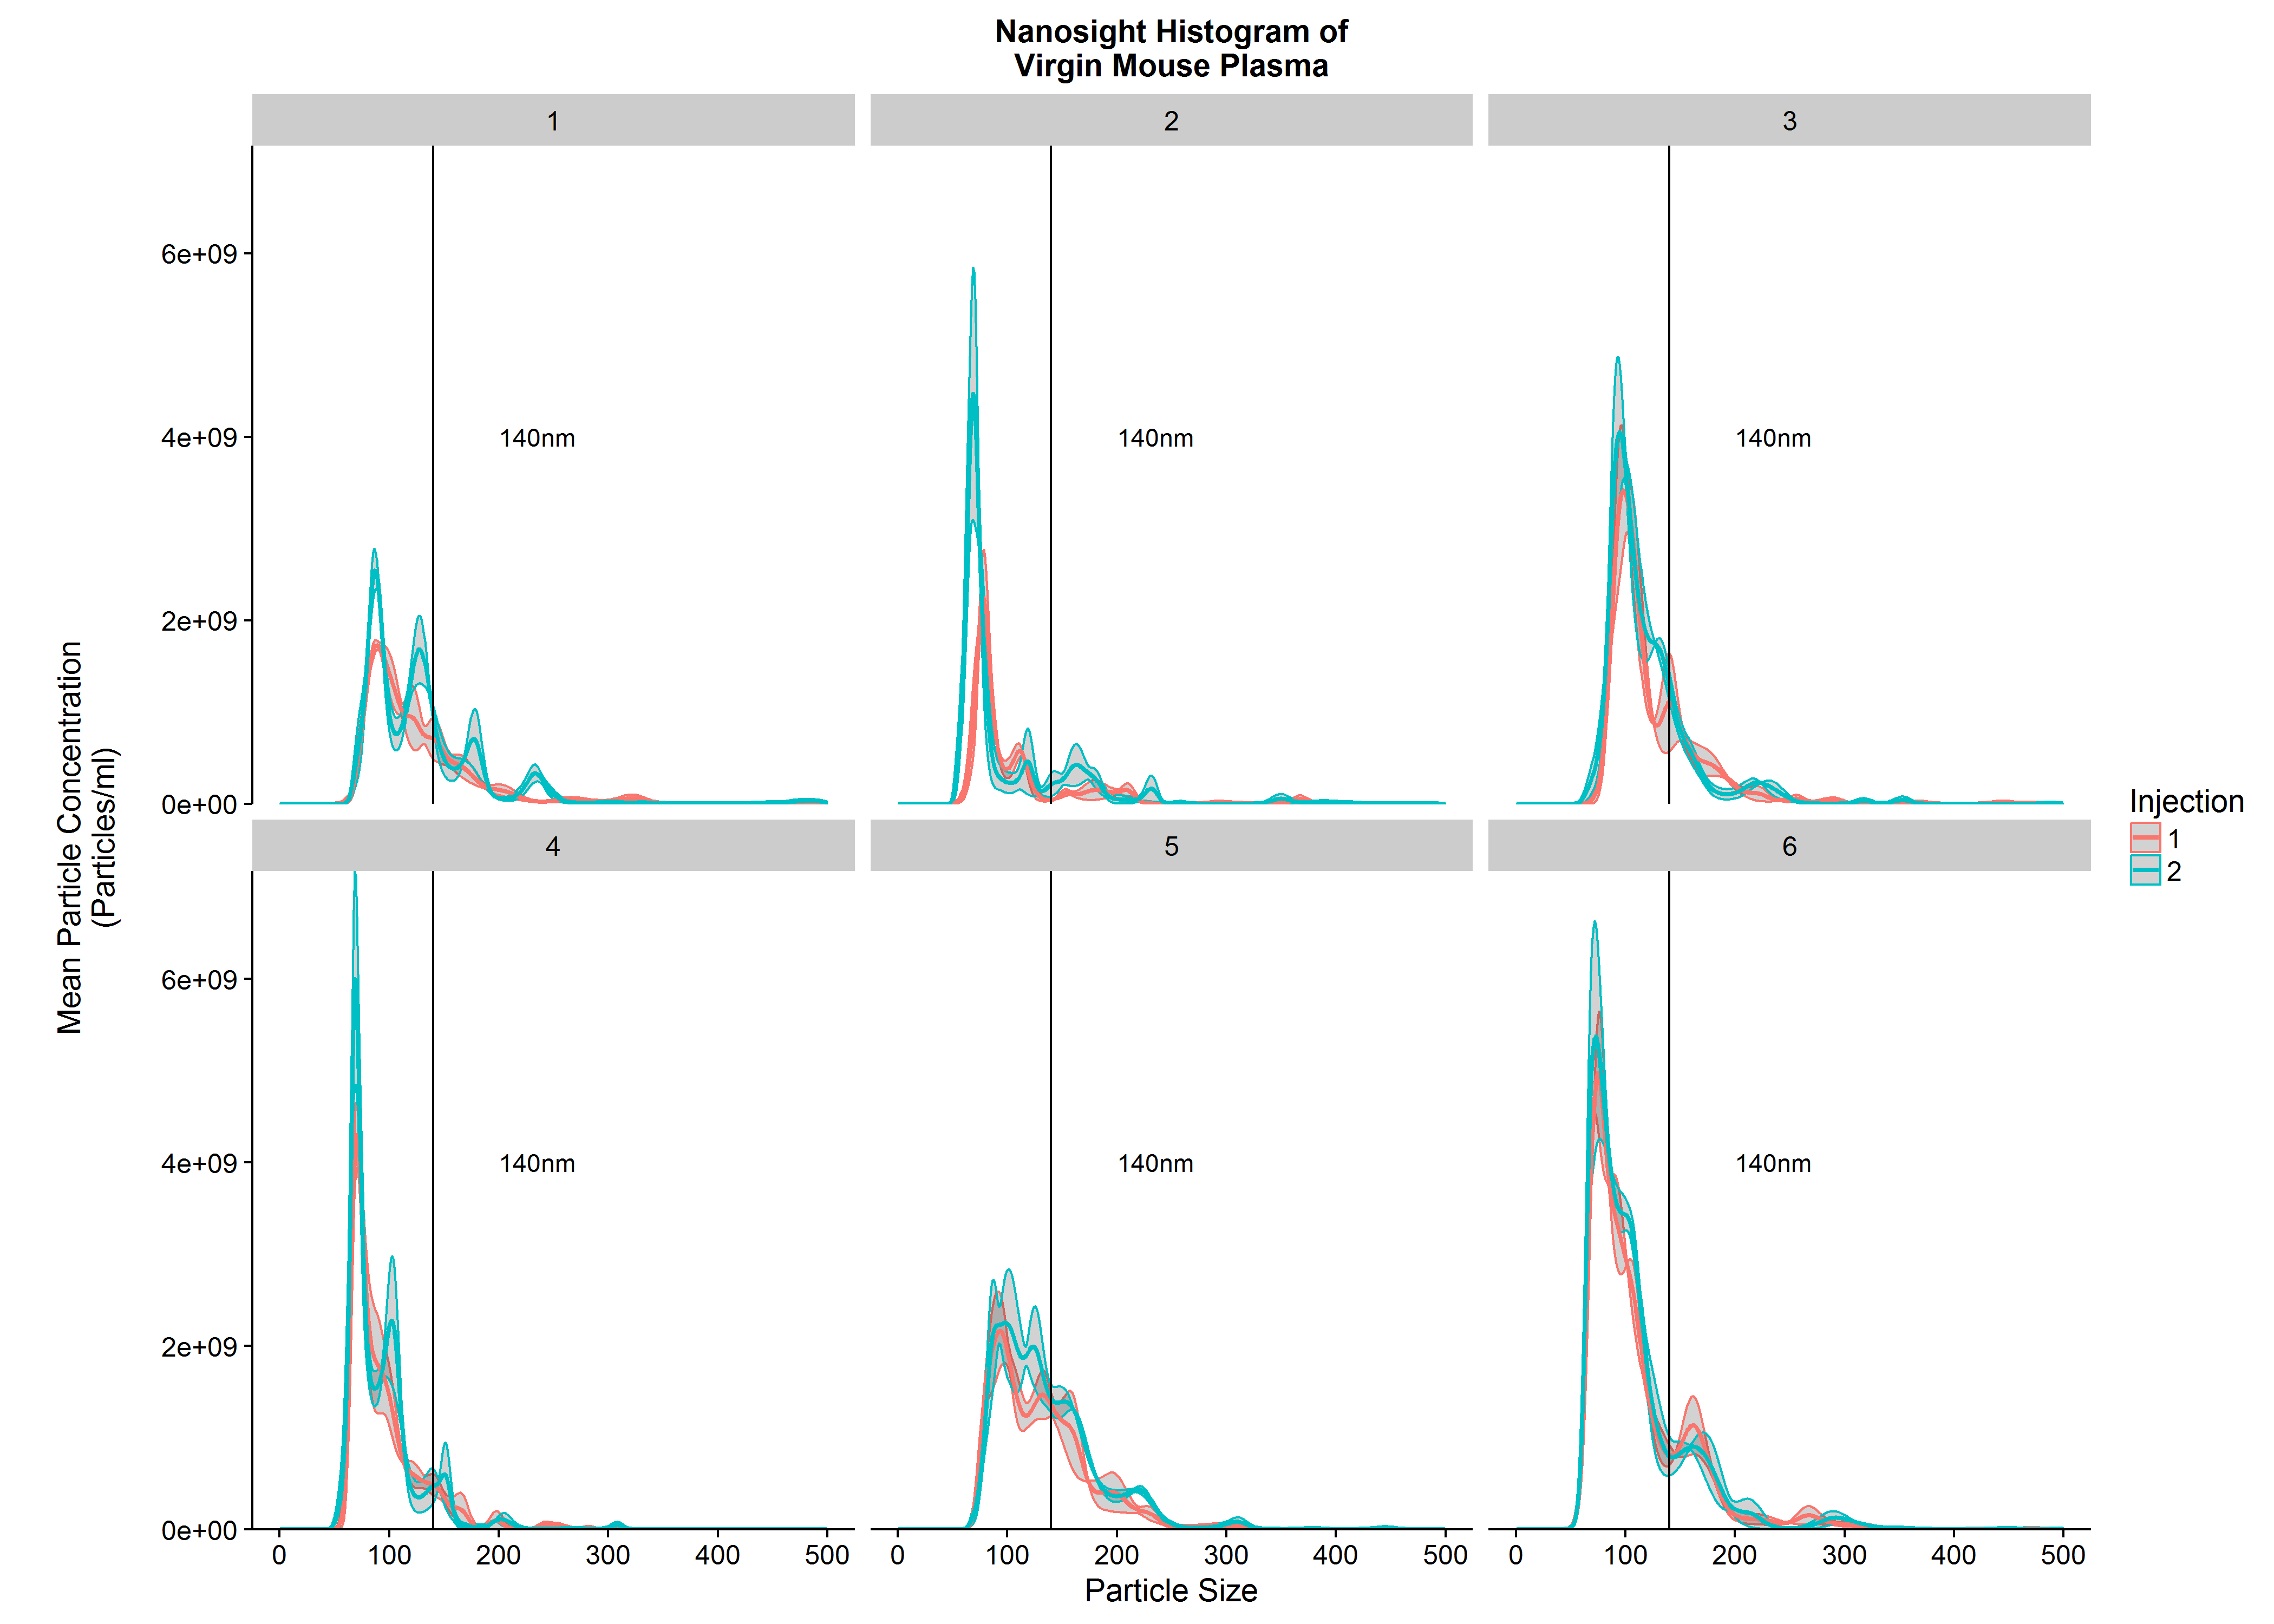 Nanosight Histogram of
Virgin Mouse Plasma
1
2
3
6e+09
4e+09
2e+09
0e+00
140nm
140nm
140nm
4
5
6
6e+09
4e+09
2e+09
0e+00
140nm
140nm
140nm
0 100 200 300 400 500
0 100 200 300 400 500
0 100 200 300 400 500
Particle Size
Mean Particle Concentration
(Particles/ml)
Injection
1
2